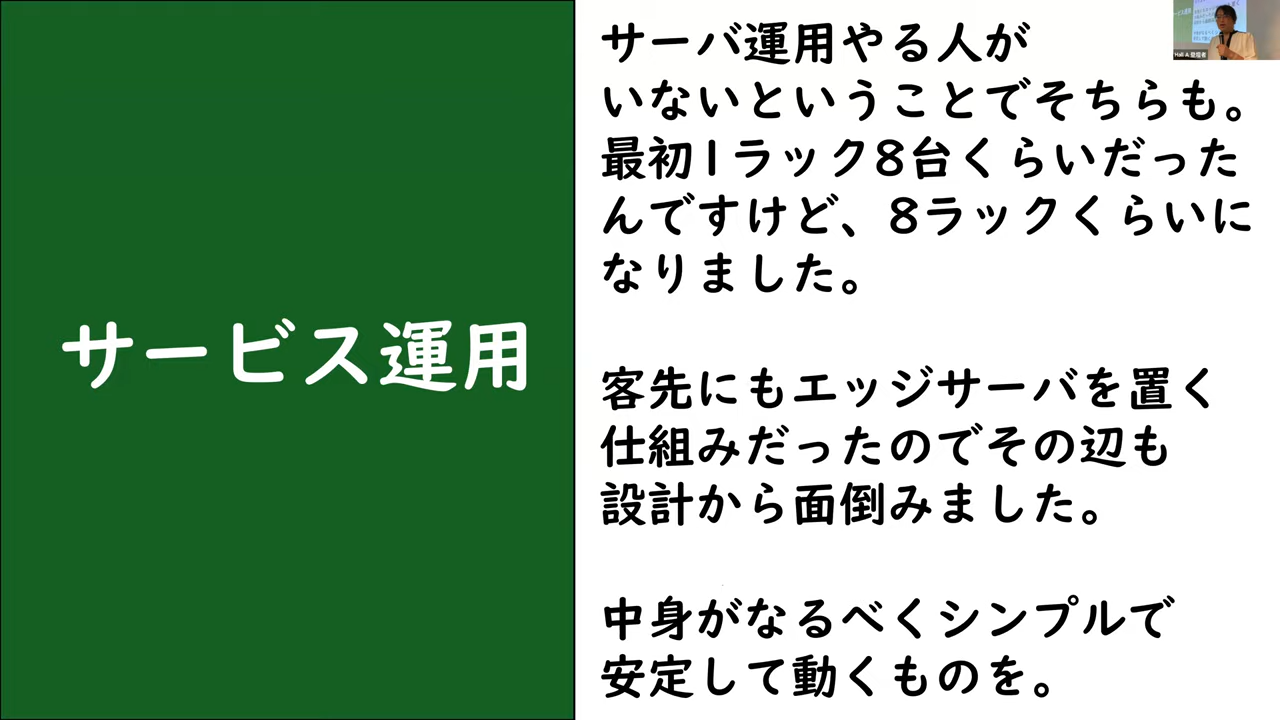 サービス運用
サーバ運用やる人が
いないということでそちらも。
最初1ラック8台くらいだった
んですけど、8ラックくらいに
なりました。
客先にもエッジサーバを置く
仕組みだったのでその辺も
設計から面倒みました。
中身がなるべくシンプルで
安定して動くものを。
Hall A 登壇者